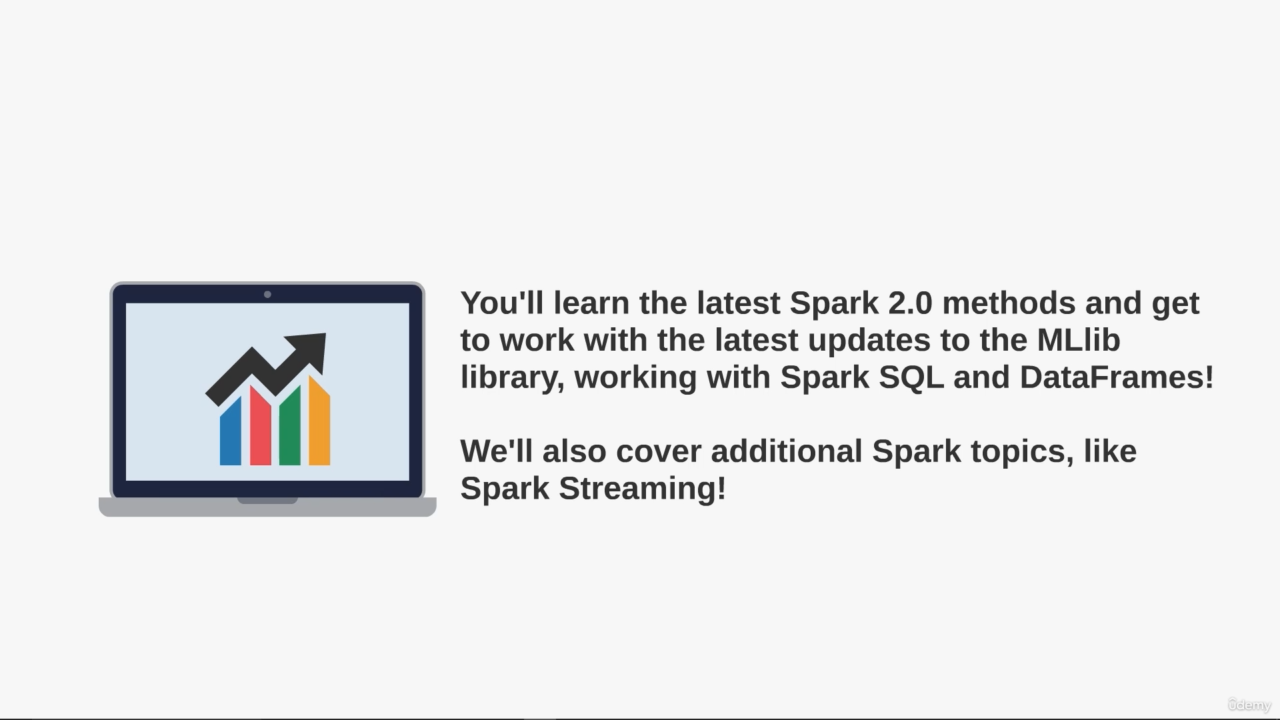 You'll learn the latest Spark 2.0 methods and get
to work with the latest updates to the MLlib
library, working with Spark SQL and DataFrames!
We'll also cover additional Spark topics, like
Spark Streaming!
ûdemy